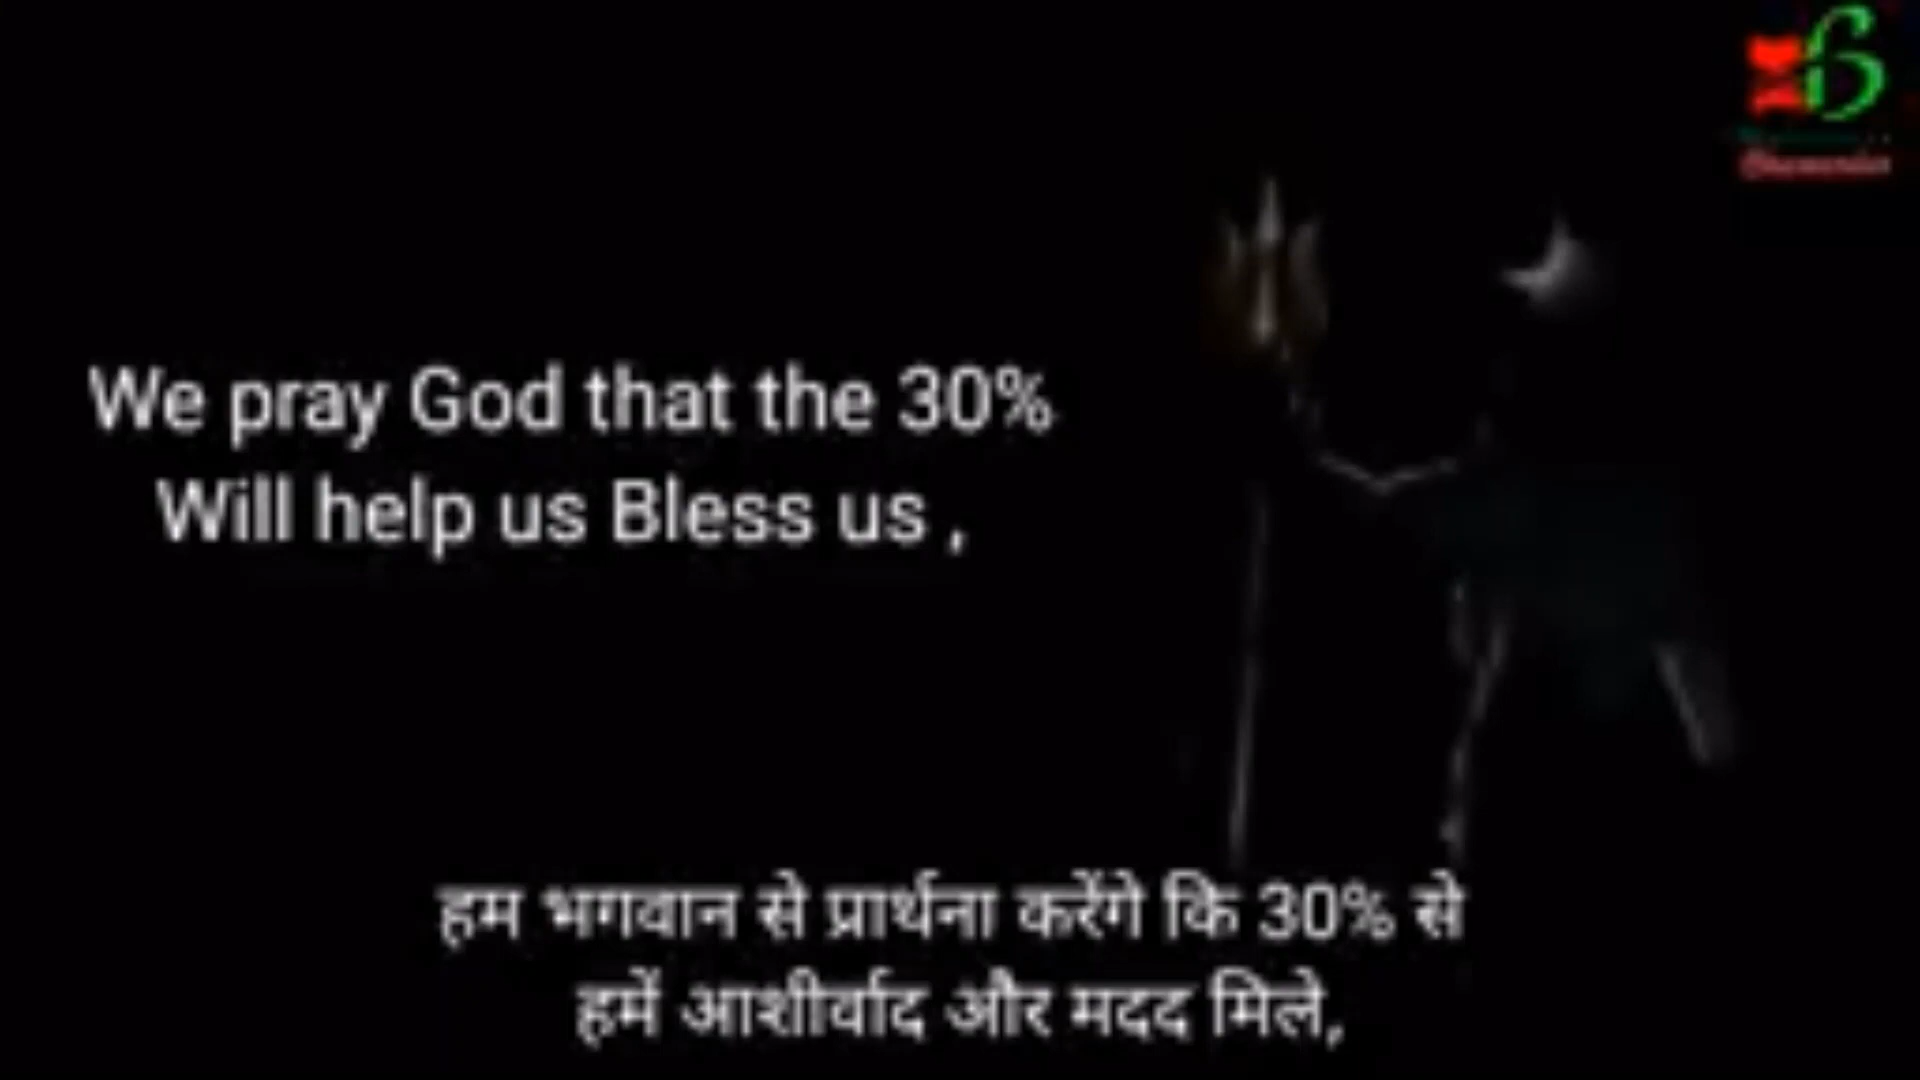 We pray God that the 30%
Will help us Bless us ,
हम भगवान से प्रार्थना करेंगे कि 30% से
हमें आशीर्वाद और मदद मिले,